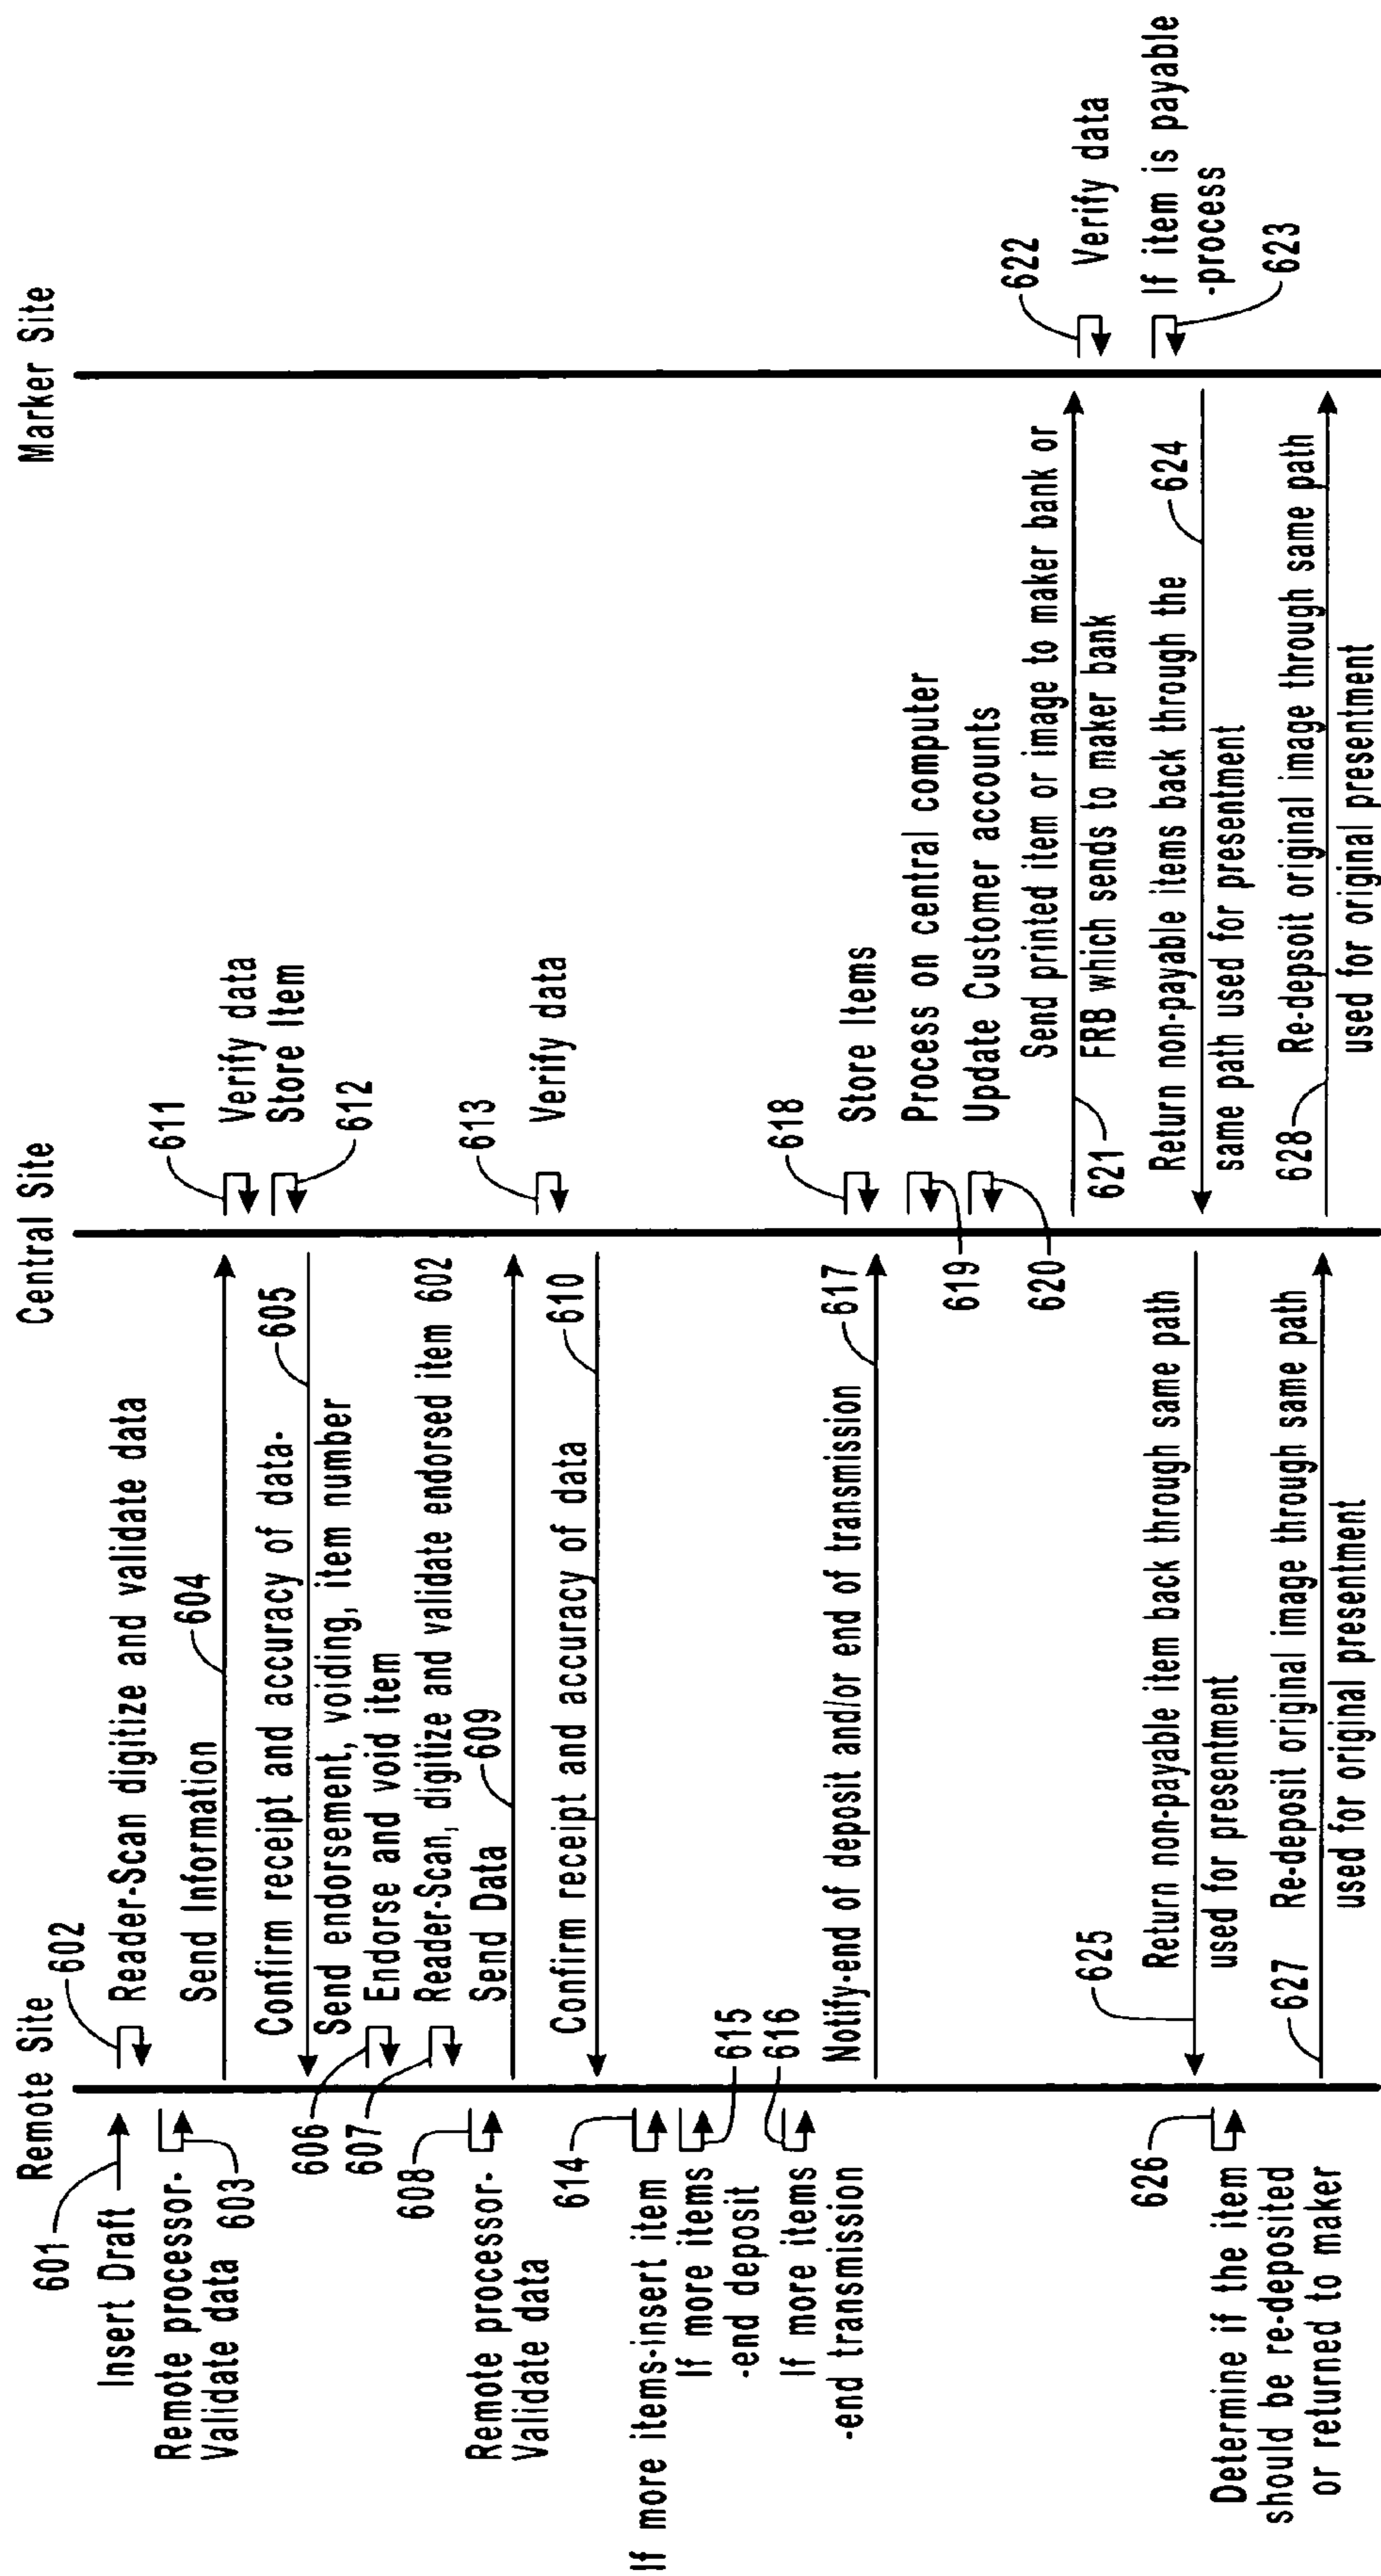 Remote Site
Central Site
Marker Site
601
Insert Draft
602
Reader-Scan digitize and validate data
Remote processor-
Validate data 603
Send Information
604
611
Verify data
Store Item
612
Confirm receipt and accuracy of data-
605
Send endorsement, voiding, item number
606
Endorse and void item
607
Reader-Scan, digitize and validate endorsed item 602
608
Remote processor
Validate data
Send Data
609
613
Verify data
Confirm receipt and accuracy of data
610
614
If more items-insert item
615
If more items
-end deposit
616
If more items
-end transmission
Notify-end of deposit and/or end of transmission
617
618
Store Items
Process on central computer
619
Update Customer accounts
620
Send printed item or image to maker bank or
621
FRB which sends to maker bank
622
Verify data
If item is payable
-process
623
Return non-payable items back through the
624
same path used for presentment
625
Return non-payable item back through same path
used for presentment
626
Determine if the item
should be re-deposited
or returned to maker
627
Re-deposit original image through same path
used for original presentment
628
Re-depsoit original image through same path
used for original presentment